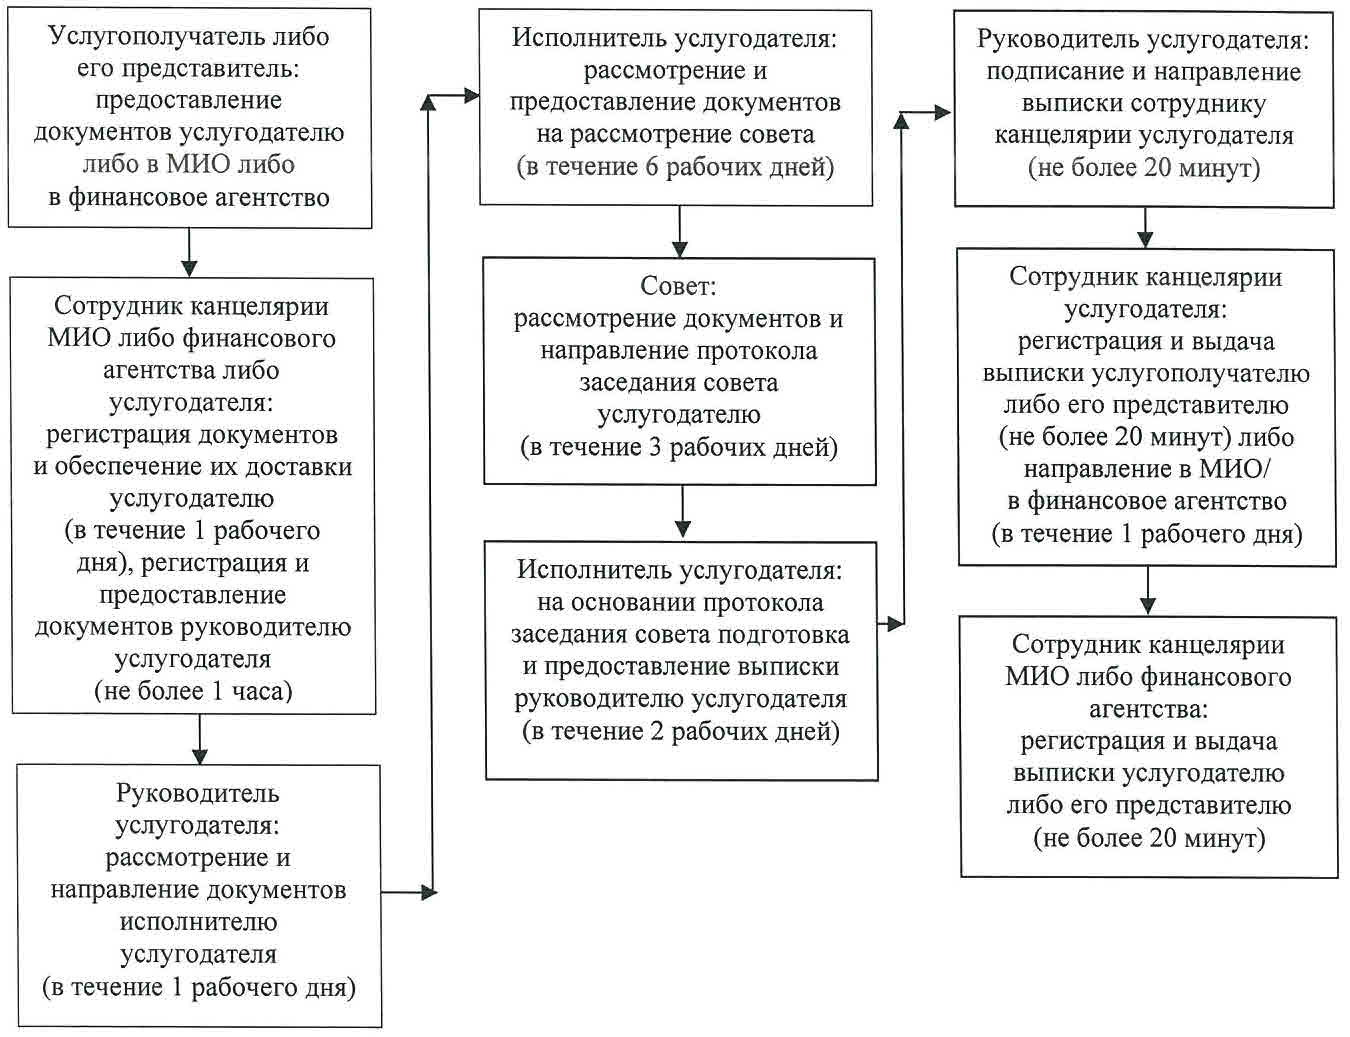 Услугополучатель либо
его представитель:
предоставление
документов услугодателю
либо в МИО либо
в финансовое агентство
Сотрудник канцелярии
МИО либо финансового
агентства либо
услугодателя:
регистрация документов
и обеспечение их доставки
услугодателю
(в течение 1 рабочего
дня), регистрация и
предоставление
документов руководителю
услугодателя
(не более 1 часа)
Руководитель
услугодателя:
рассмотрение и
направление документов
исполнителю
услугодателя
(в течение 1 рабочего дня)
Исполнитель услугодателя:
рассмотрение и
предоставление документов
на рассмотрение совета
(в течение 6 рабочих дней)
Совет:
рассмотрение документов и
направление протокола
заседания совета
услугодателю
(в течение 3 рабочих дней)
Исполнитель услугодателя:
на основании протокола
заседания совета подготовка
и предоставление выписки
руководителю услугодателя
(в течение 2 рабочих дней)
Руководитель услугодателя:
подписание и направление
выписки сотруднику
канцелярии услугодателя
(не более 20 минут)
Сотрудник канцелярии
услугодателя:
регистрация и выдача
выписки услугополучателю
либо его представителю
(не более 20 минут) либо
направление в МИО/
в финансовое агентство
(в течение 1 рабочего дня)
Сотрудник канцелярии
МИО либо финансового
агентства:
регистрация и выдача
выписки услугодателю
либо его представителю
(не более 20 минут)